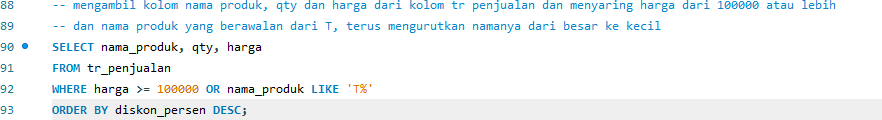 88 -- mengambil kolom nama produk, qty dan harga dari kolom tr penjualan dan menyaring harga dari 100000 atau lebih
89 -- dan nama produk yang berawalan dari T, terus mengurutkan namanya dari besar ke kecil
90 SELECT nama_produk, qty, harga
91 FROM tr_penjualan
92 WHERE harga >= 100000 OR nama_produk LIKE 'T%'
93 ORDER BY diskon_persen DESC;